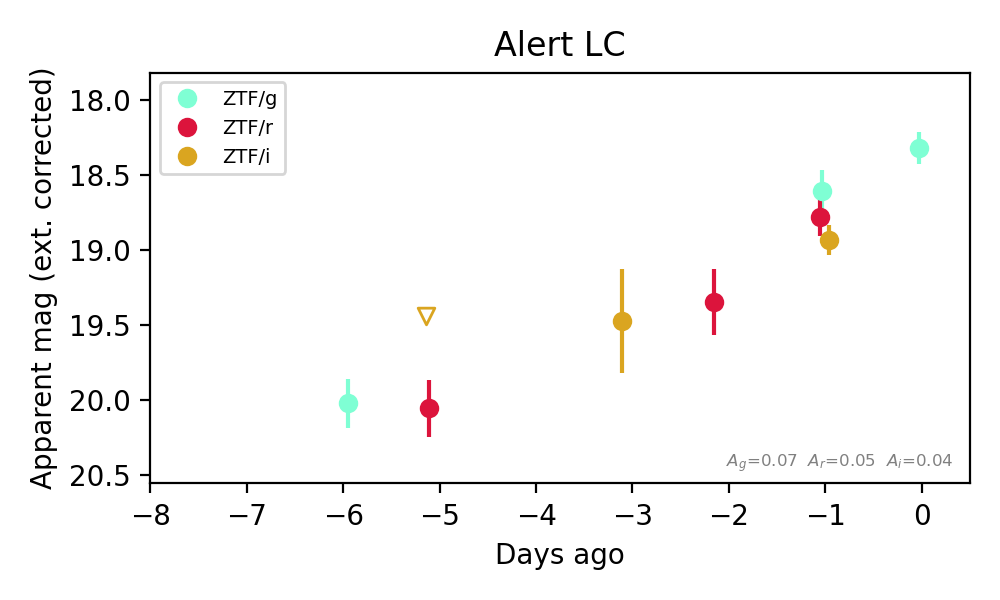 Alert LC
Apparent mag (ext. corrected)
18.0
18.5
19.0
19.5
20.0
20.5
ZTF/g
ZTF/r
ZTF/i
A_g=0.07 A_r=0.05 A_i=0.04
−8 −7 −6 −5 −4 −3 −2 −1 0
Days ago